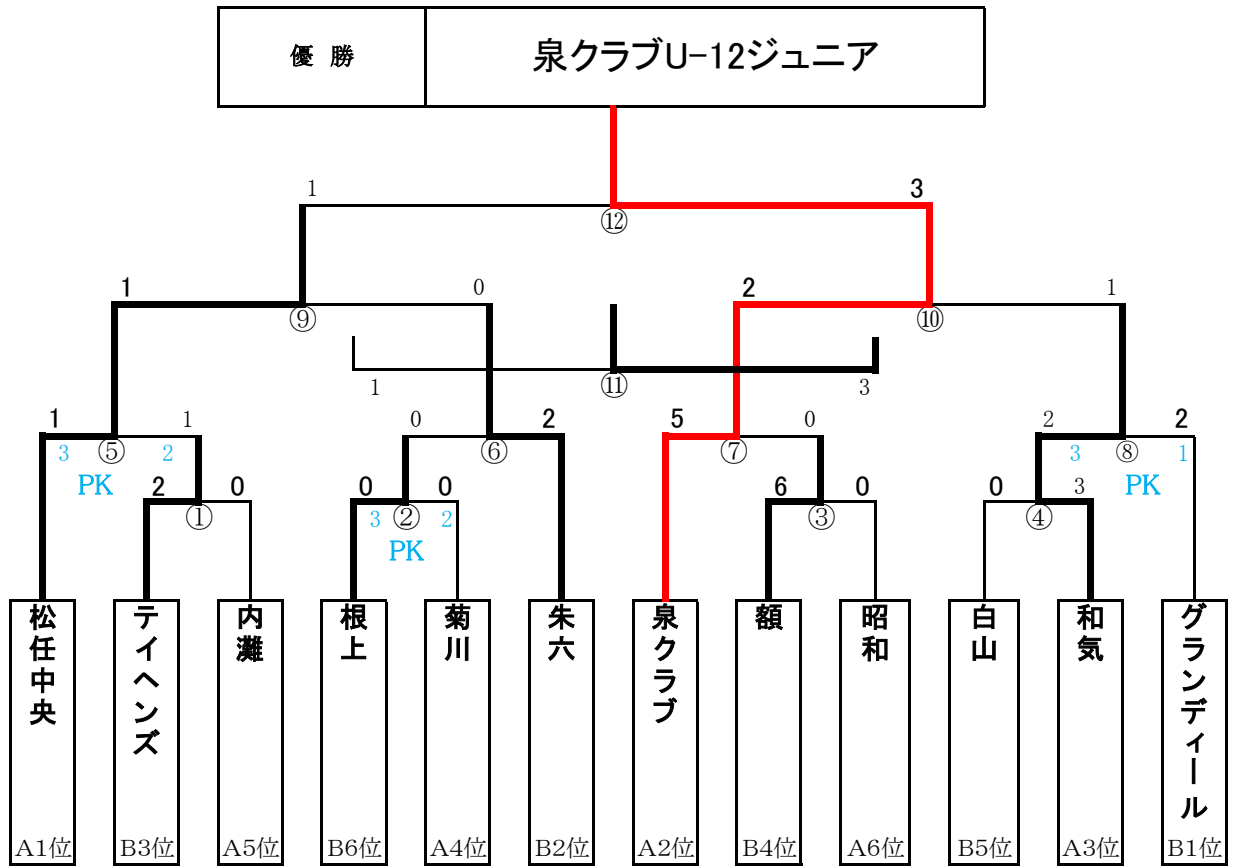 優 勝
泉クラブU-12ジュニア
1
3
⑫
1
0
2
1
⑨
⑩
1
⑪
3
1
1
0
2
5
0
2
2
3
⑤
2
⑥
⑦
3
⑧
1
PK
PK
2
0
0
0
6
0
0
3
①
3
②
2
③
④
PK
松任中央
テイヘンズ
内灘
根上
菊川
朱六
泉クラブ
額
昭和
白山
和気
グランディール
A1位
B3位
A5位
B6位
A4位
B2位
A2位
B4位
A6位
B5位
A3位
B1位